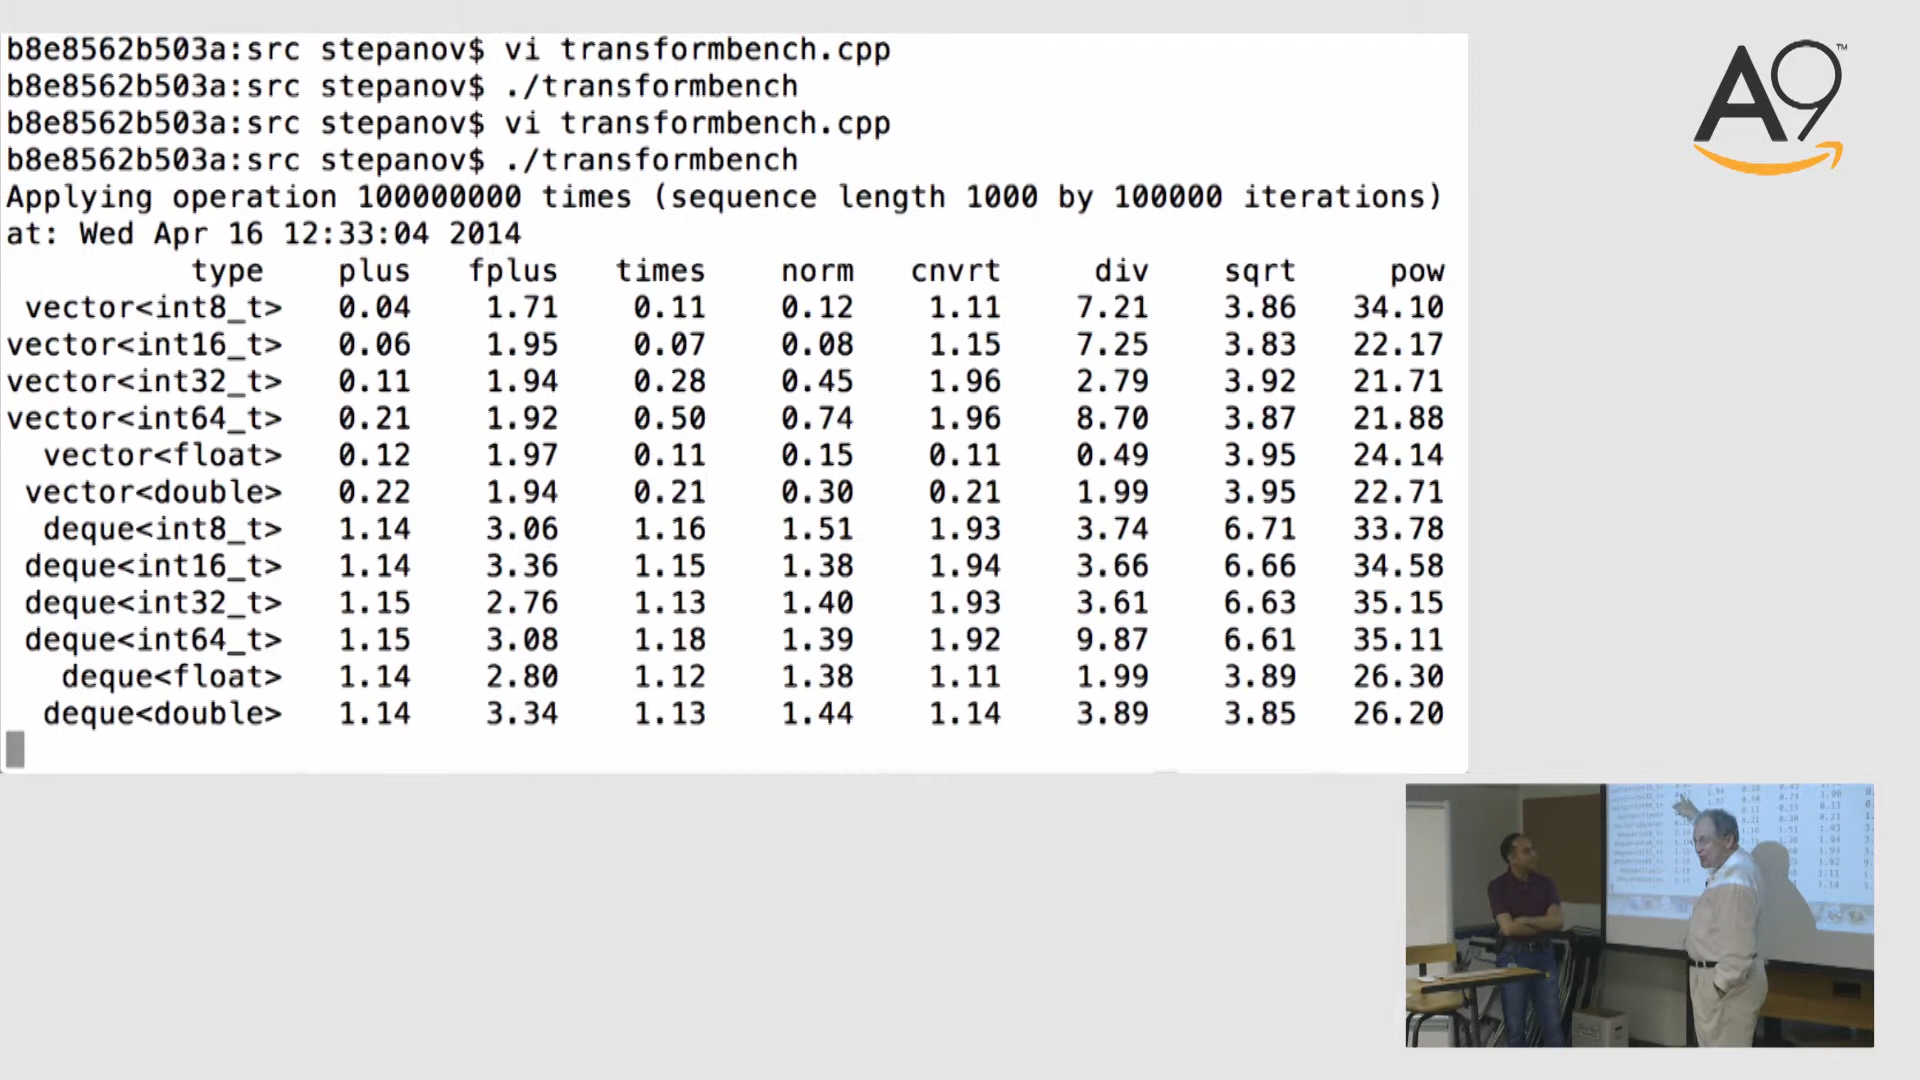 b8e8562b503a:src stepanov$ vi transformbench.cpp
b8e8562b503a:src stepanov$ ./transformbench
b8e8562b503a:src stepanov$ vi transformbench.cpp
b8e8562b503a:src stepanov$ ./transformbench
Applying operation 100000000 times (sequence length 1000 by 100000 iterations)
at: Wed Apr 16 12:33:04 2014
type plus fplus times norm cnvrt div sqrt pow
vector<int8_t> 0.04 1.71 0.11 0.12 1.11 7.21 3.86 34.10
vector<int16_t> 0.06 1.95 0.07 0.08 1.15 7.25 3.83 22.17
vector<int32_t> 0.11 1.94 0.28 0.45 1.96 2.79 3.92 21.71
vector<int64_t> 0.21 1.92 0.50 0.74 1.96 8.70 3.87 21.88
vector<float> 0.12 1.97 0.11 0.15 0.11 0.49 3.95 24.14
vector<double> 0.22 1.94 0.21 0.30 0.21 1.99 3.95 22.71
deque<int8_t> 1.14 3.06 1.16 1.51 1.93 3.74 6.71 33.78
deque<int16_t> 1.14 3.36 1.15 1.38 1.94 3.66 6.66 34.58
deque<int32_t> 1.15 2.76 1.13 1.40 1.93 3.61 6.63 35.15
deque<int64_t> 1.15 3.08 1.18 1.39 1.92 9.87 6.61 35.11
deque<float> 1.14 2.80 1.12 1.38 1.11 1.99 3.89 26.30
deque<double> 1.14 3.34 1.13 1.44 1.14 3.89 3.85 26.20
A9™